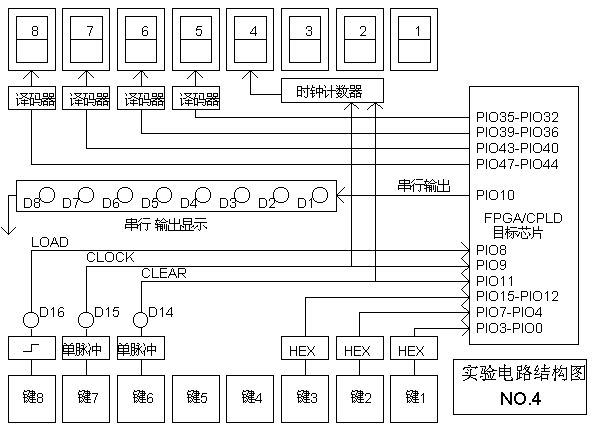 8 7 6 5 4 3 2 1
译码器 译码器 译码器 译码器 时钟计数器
PIO35-PIO32
PIO39-PIO36
PIO43-PIO40
PIO47-PIO44
D8 D7 D6 D5 D4 D3 D2 D1 串行输出 PIO10
串行 输出显示
FPGA/CPLD
目标芯片
LOAD PIO8
CLOCK PIO9
CLEAR PIO11
PIO15-PIO12
D16 D15 D14 PIO7-PIO4
PIO3-PIO0
单脉冲 单脉冲 HEX HEX HEX
键8 键7 键6 键5 键4 键3 键2 键1
实验电路结构图
NO.4